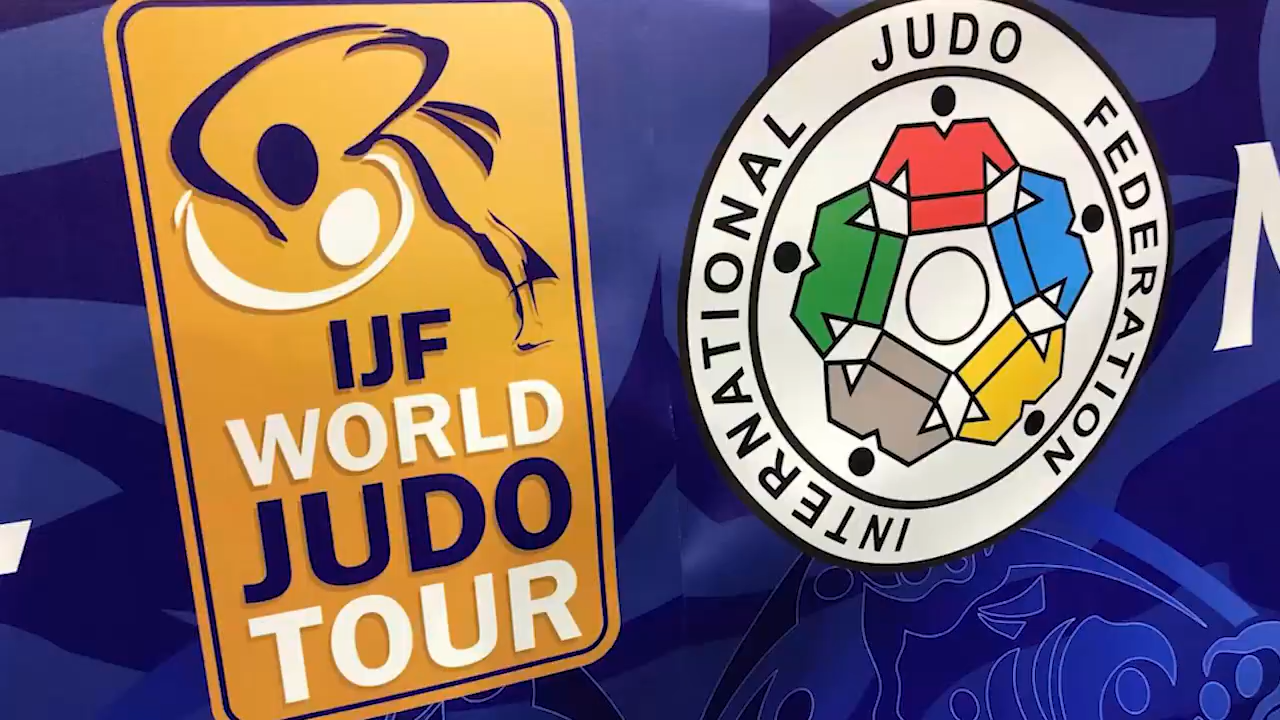 IJF
WORLD
JUDO
TOUR
INTERNATIONAL JUDO FEDERATION